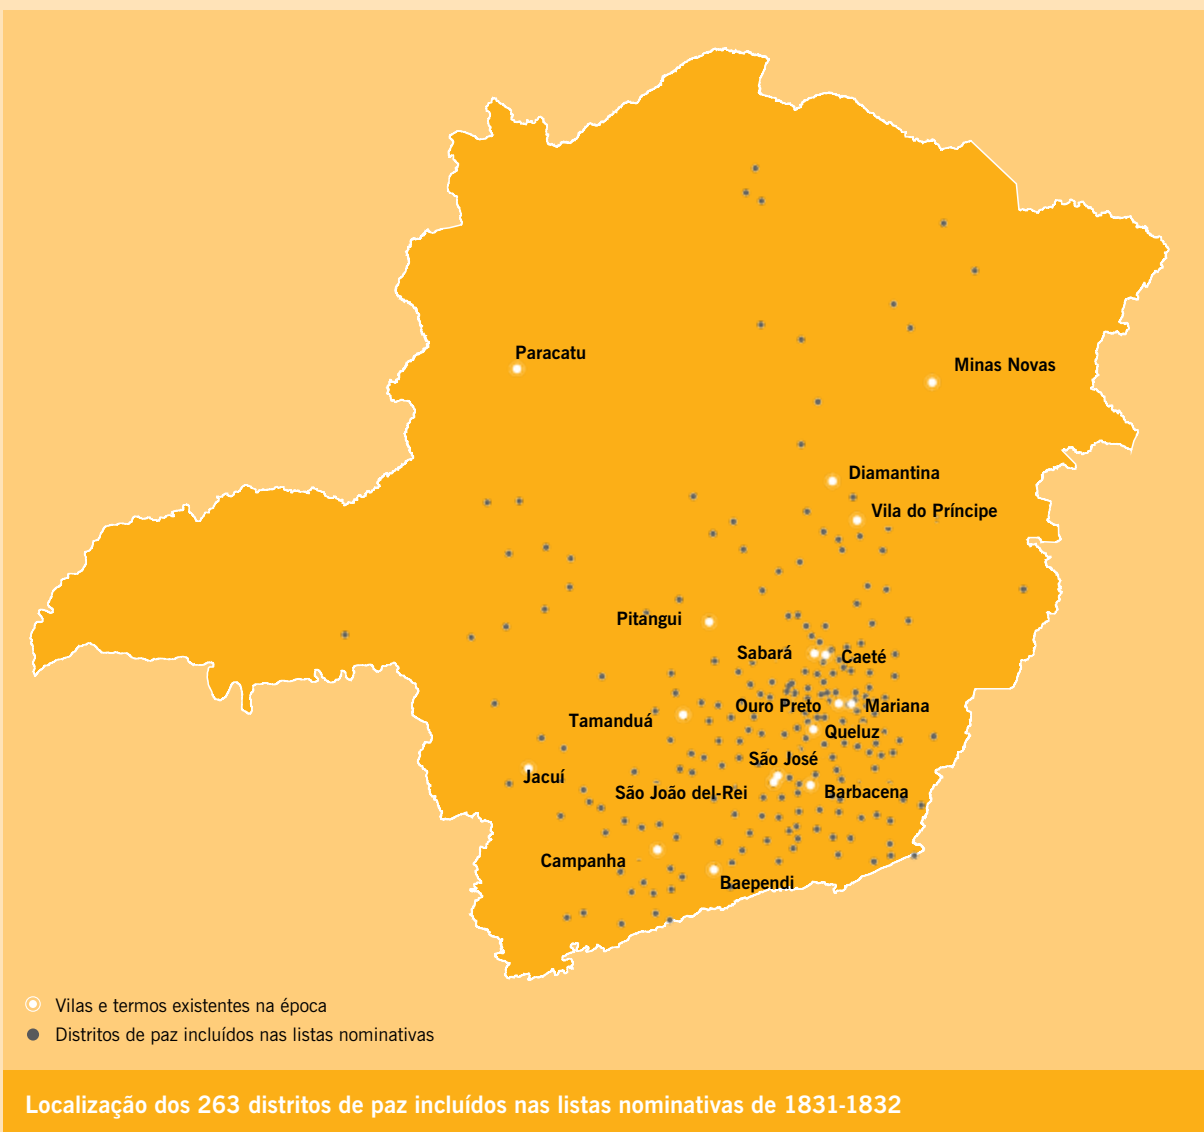 Paracatu
Minas Novas
Diamantina
Vila do Príncipe
Pitangui
Sabará
Caeté
Ouro Preto
Mariana
Tamanduá
Queluz
São José
Jacuí
São João del-Rei
Barbacena
Campanha
Baependi
Vilas e termos existentes na época
Distritos de paz incluídos nas listas nominativas
Localização dos 263 distritos de paz incluídos nas listas nominativas de 1831-1832